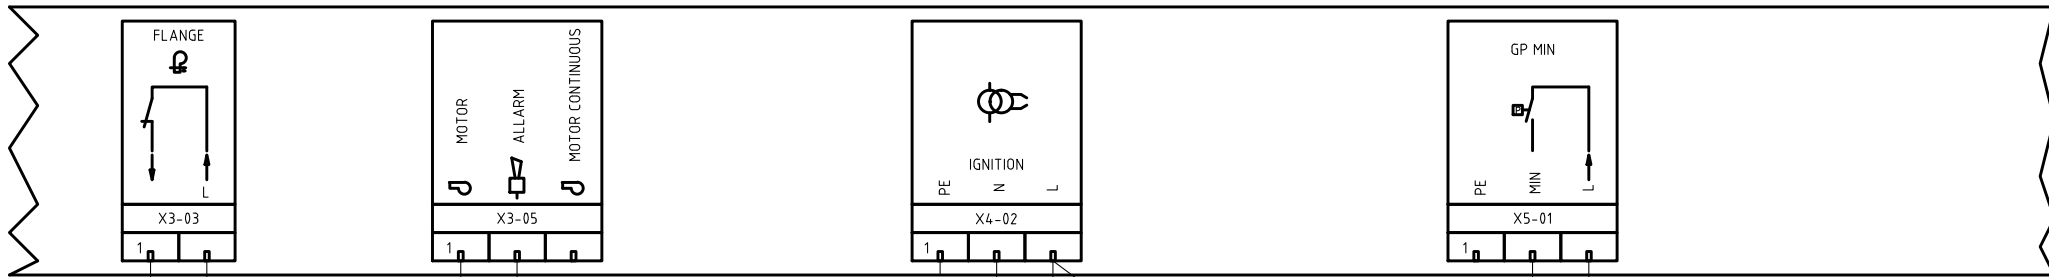 FLANGE
L
X3-03
1
MOTOR
ALLARM
MOTOR CONTINUOUS
X3-05
1
IGNITION
PE
N
L
X4-02
1
GP MIN
P
PE
MIN
L
X5-01
1